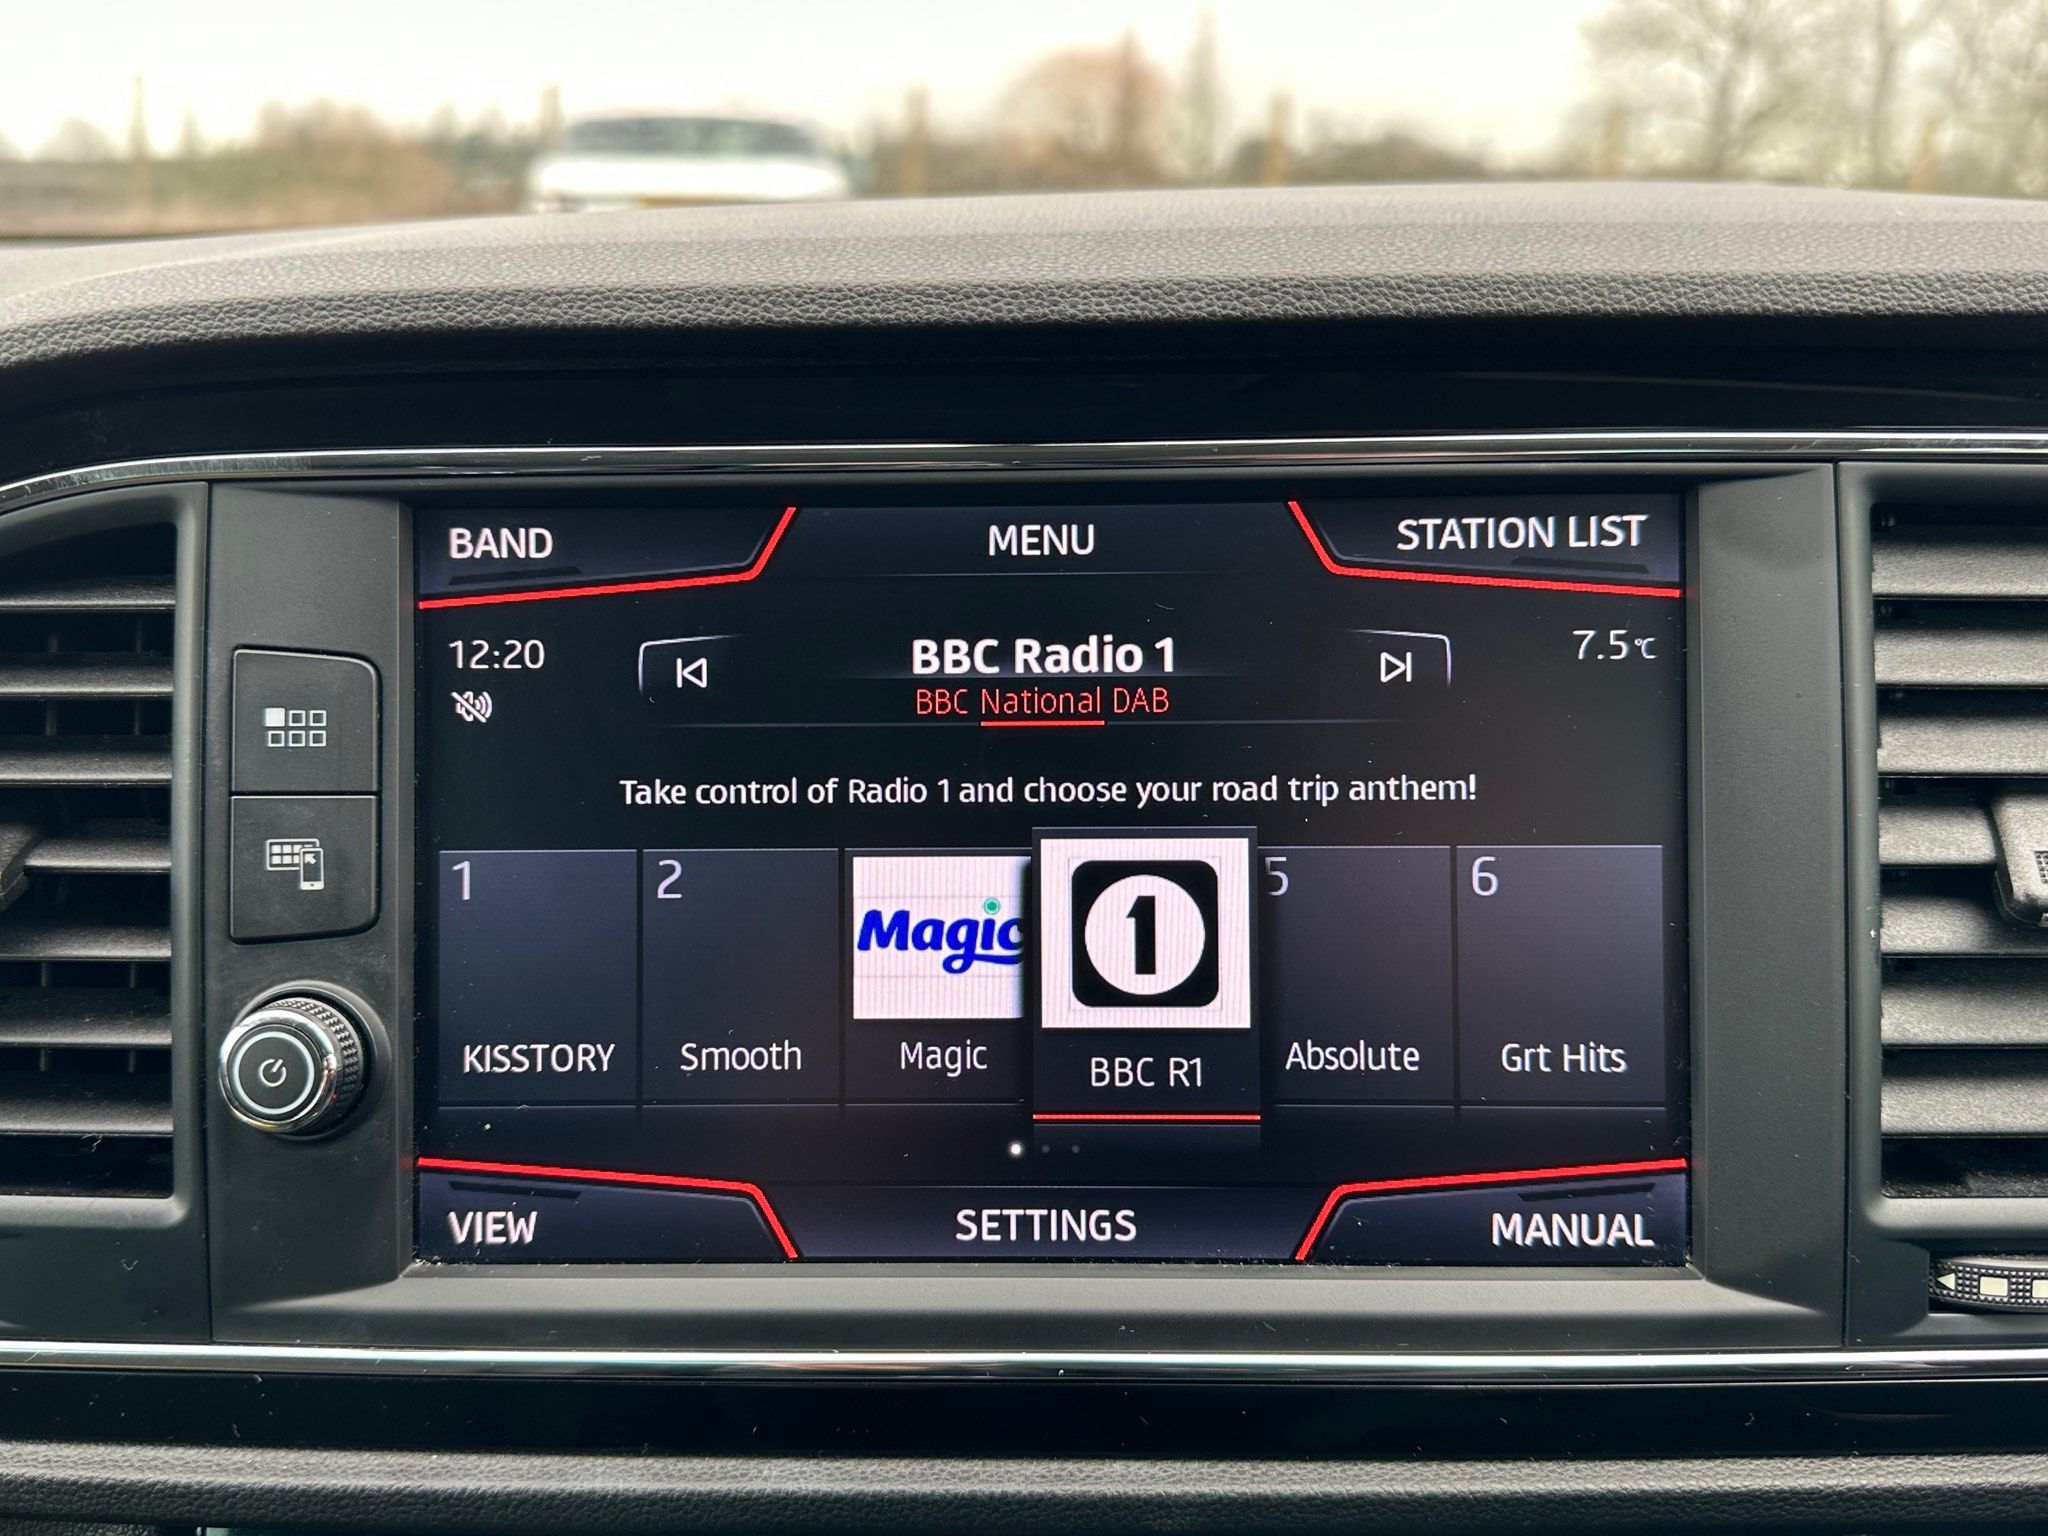 BAND
MENU
STATION LIST
12:20
BBC Radio 1
7.5°C
BBC National DAB
Take control of Radio 1 and choose your road trip anthem!
1
2
Magic
1
5
6
KISSTORY
Smooth
Magic
BBC R1
Absolute
Grt Hits
VIEW
SETTINGS
MANUAL